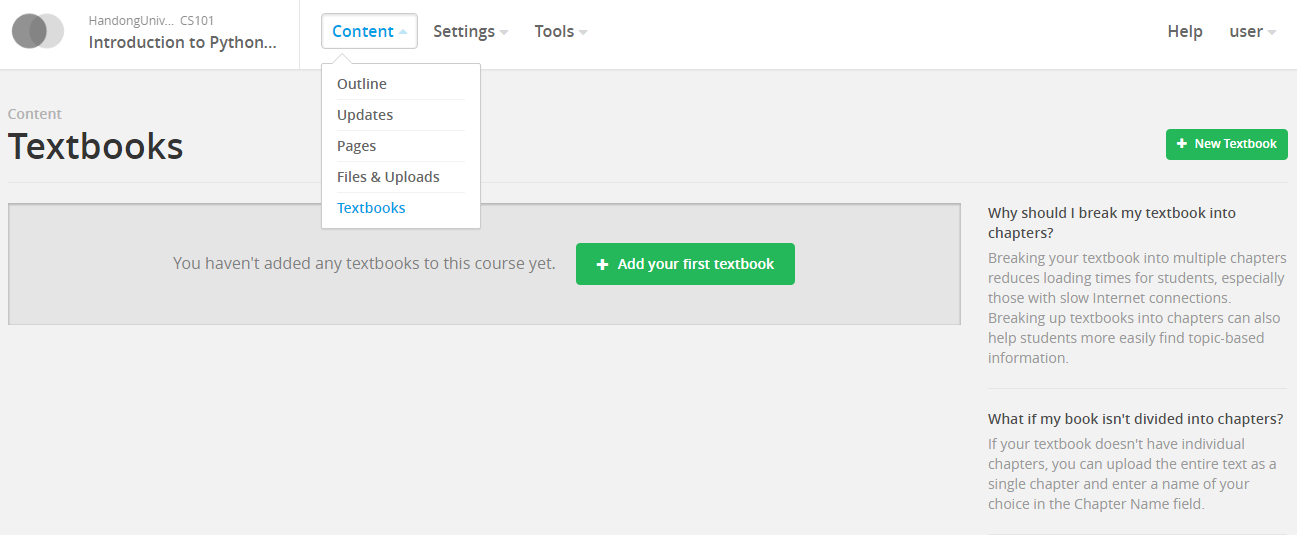 HandongUniv... CS101
Introduction to Python...
Content
Settings
Tools
Help
user
Outline
Updates
Pages
Files & Uploads
Textbooks
Content
Textbooks
New Textbook
You haven't added any textbooks to this course yet.
Add your first textbook
Why should I break my textbook into
chapters?
Breaking your textbook into multiple chapters
reduces loading times for students, especially
those with slow Internet connections.
Breaking up textbooks into chapters can also
help students more easily find topic-based
information.
What if my book isn't divided into chapters?
If your textbook doesn't have individual
chapters, you can upload the entire text as a
single chapter and enter a name of your
choice in the Chapter Name field.